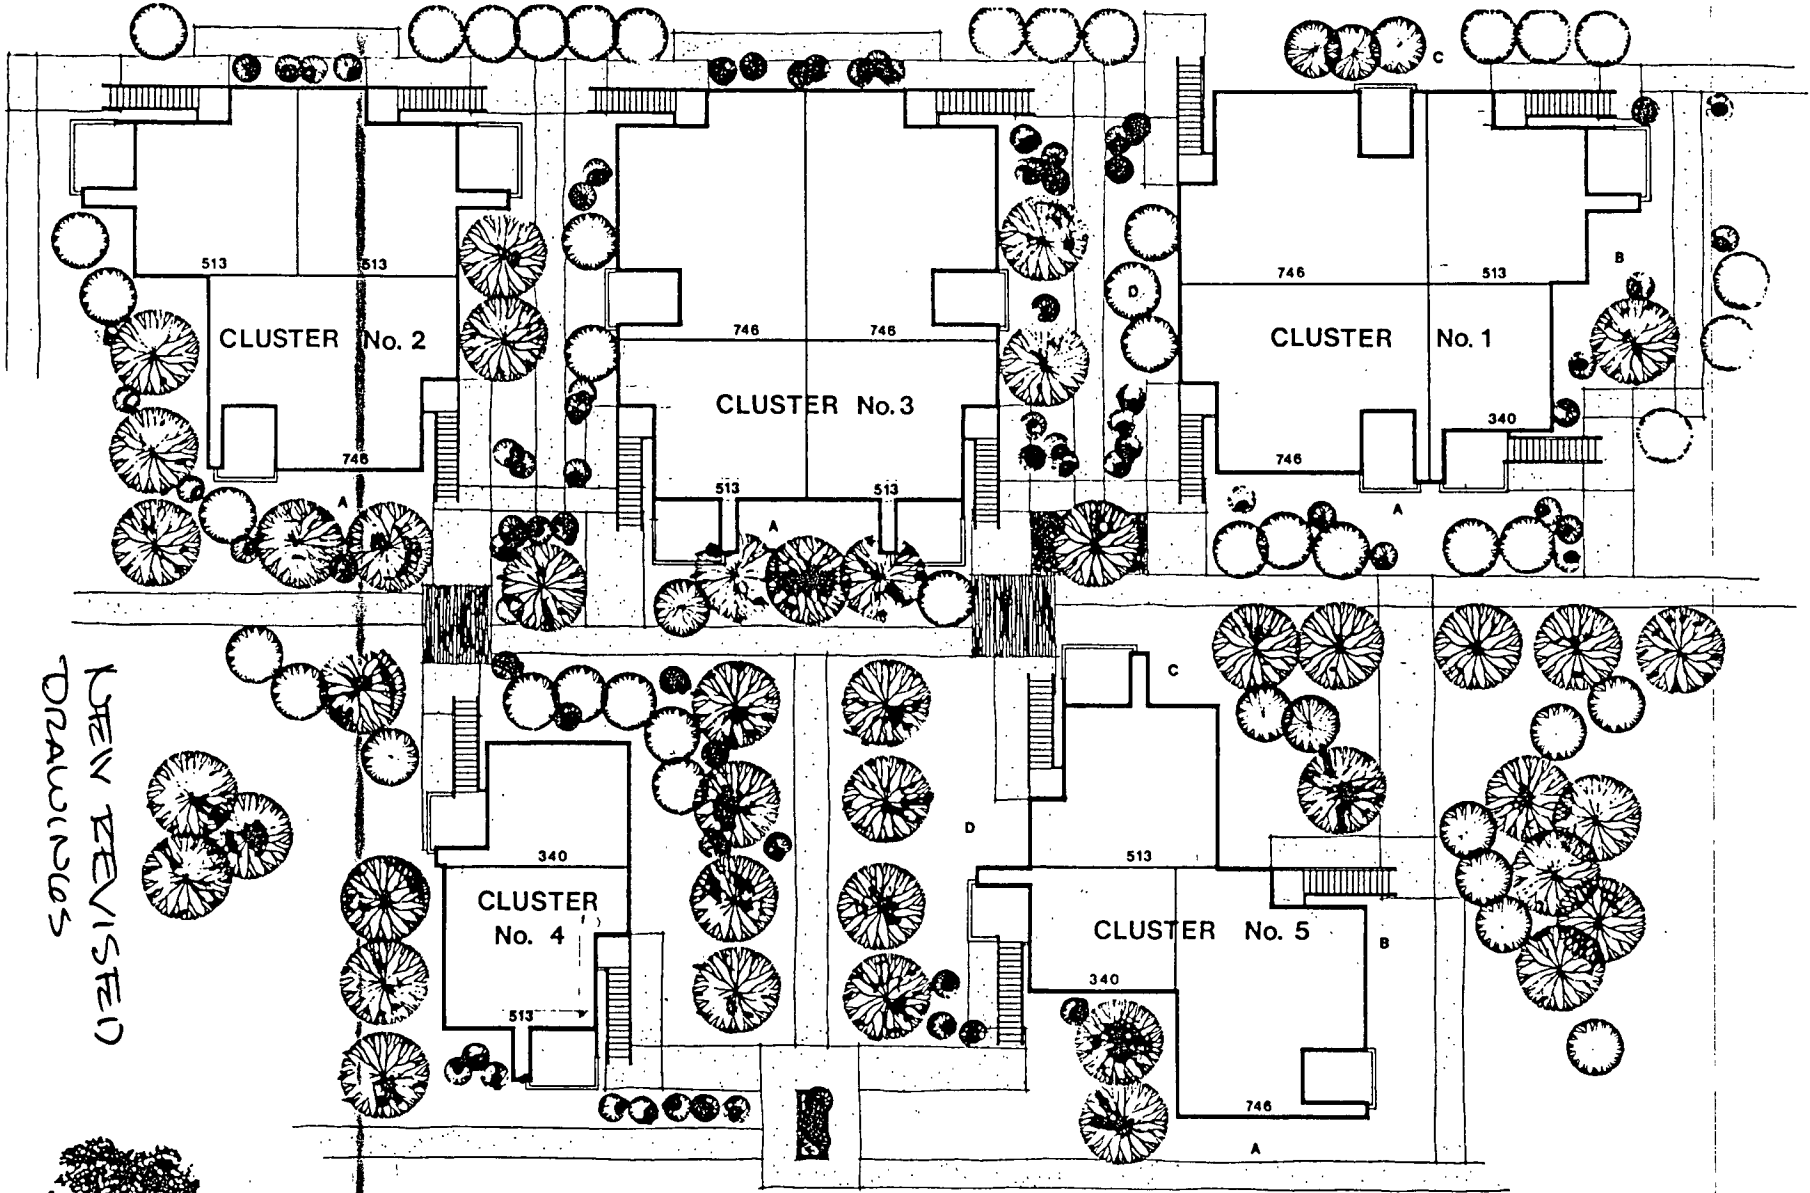 C
513
513
B
746
513
D
CLUSTER No. 2
746
746
CLUSTER No. 1
CLUSTER No. 3
340
746
746
513
513
A
A
A
NEW REVISED
DRAWINGS
C
D
340
513
CLUSTER
No. 4
CLUSTER No. 5
B
340
513
746
A